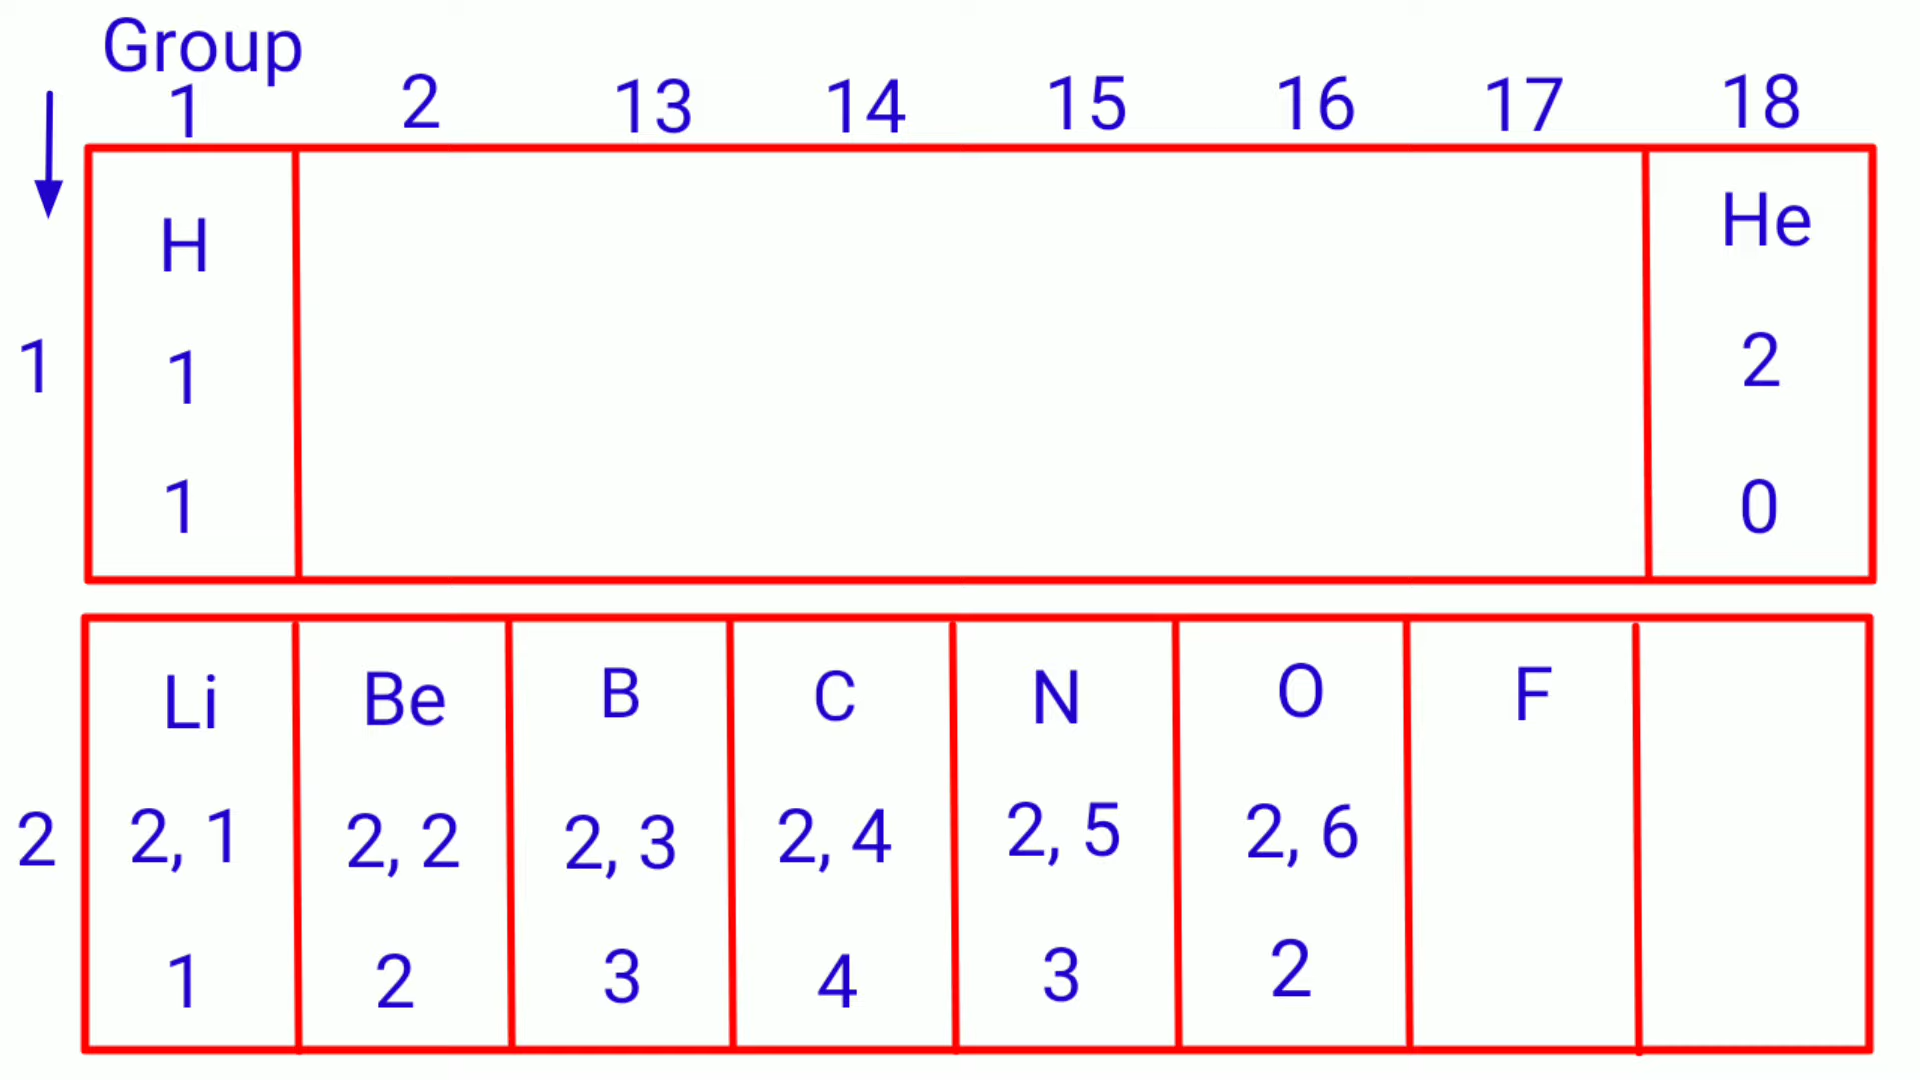 Group
1 2 13 14 15 16 17 18
H He
1 1 2
1 0
Li Be B C N O F
2 2, 1 2, 2 2, 3 2, 4 2, 5 2, 6
1 2 3 4 3 2